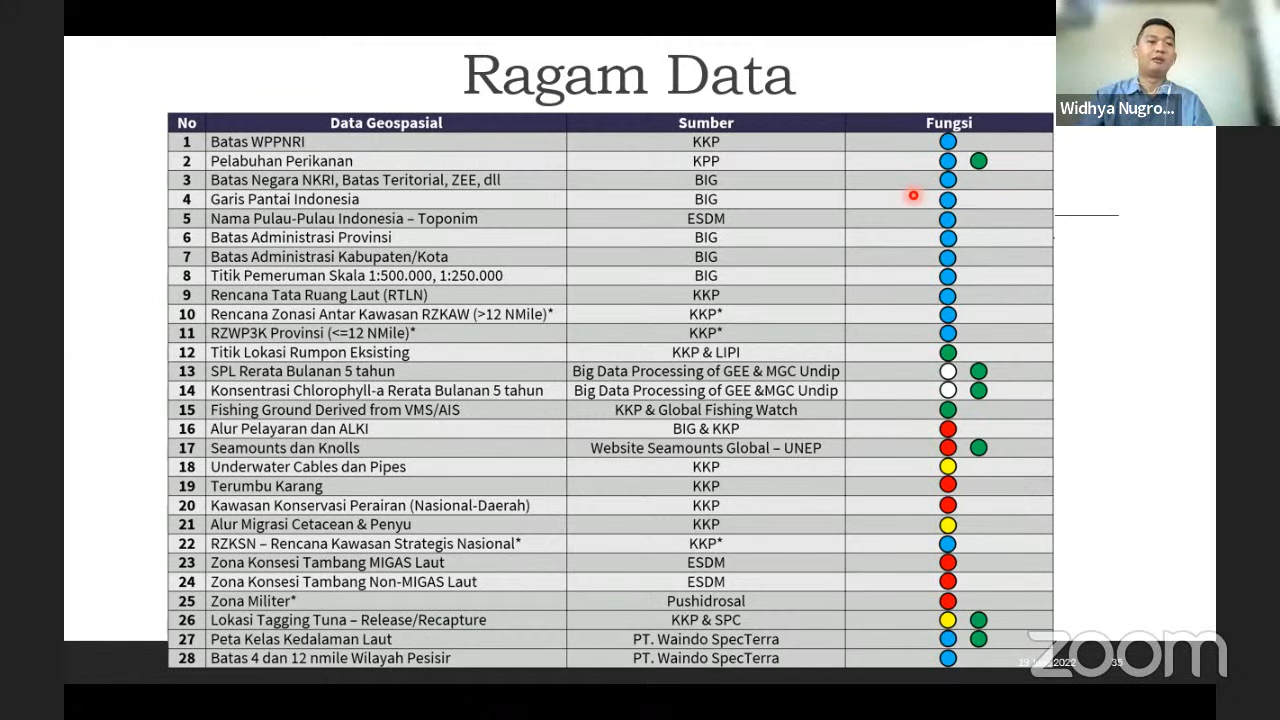 Ragam Data
Widhya Nugro...
No Data Geospasial Sumber Fungsi
1 Batas WPPNRI KKP
2 Pelabuhan Perikanan KPP
3 Batas Negara NKRI, Batas Teritorial, ZEE, dll BIG
4 Garis Pantai Indonesia BIG
5 Nama Pulau-Pulau Indonesia – Toponim ESDM
6 Batas Administrasi Provinsi BIG
7 Batas Administrasi Kabupaten/Kota BIG
8 Titik Pemeruman Skala 1:500.000, 1:250.000 BIG
9 Rencana Tata Ruang Laut (RTLN) KKP
10 Rencana Zonasi Antar Kawasan RZKAW (>12 NMile)* KKP*
11 RZWP3K Provinsi (<=12 NMile)* KKP*
12 Titik Lokasi Rumpon Eksisting KKP & LIPI
13 SPL Rerata Bulanan 5 tahun Big Data Processing of GEE & MGC Undip
14 Konsentrasi Chlorophyll-a Rerata Bulanan 5 tahun Big Data Processing of GEE &MGC Undip
15 Fishing Ground Derived from VMS/AIS KKP & Global Fishing Watch
16 Alur Pelayaran dan ALKI BIG & KKP
17 Seamounts dan Knolls Website Seamounts Global – UNEP
18 Underwater Cables dan Pipes KKP
19 Terumbu Karang KKP
20 Kawasan Konservasi Perairan (Nasional-Daerah) KKP
21 Alur Migrasi Cetacean & Penyu KKP
22 RZKSN – Rencana Kawasan Strategis Nasional* KKP*
23 Zona Konsesi Tambang MIGAS Laut ESDM
24 Zona Konsesi Tambang Non-MIGAS Laut ESDM
25 Zona Militer* Pushidrosal
26 Lokasi Tagging Tuna – Release/Recapture KKP & SPC
27 Peta Kelas Kedalaman Laut PT. Waindo SpecTerra
28 Batas 4 dan 12 nmile Wilayah Pesisir PT. Waindo SpecTerra
2022 35
zoom